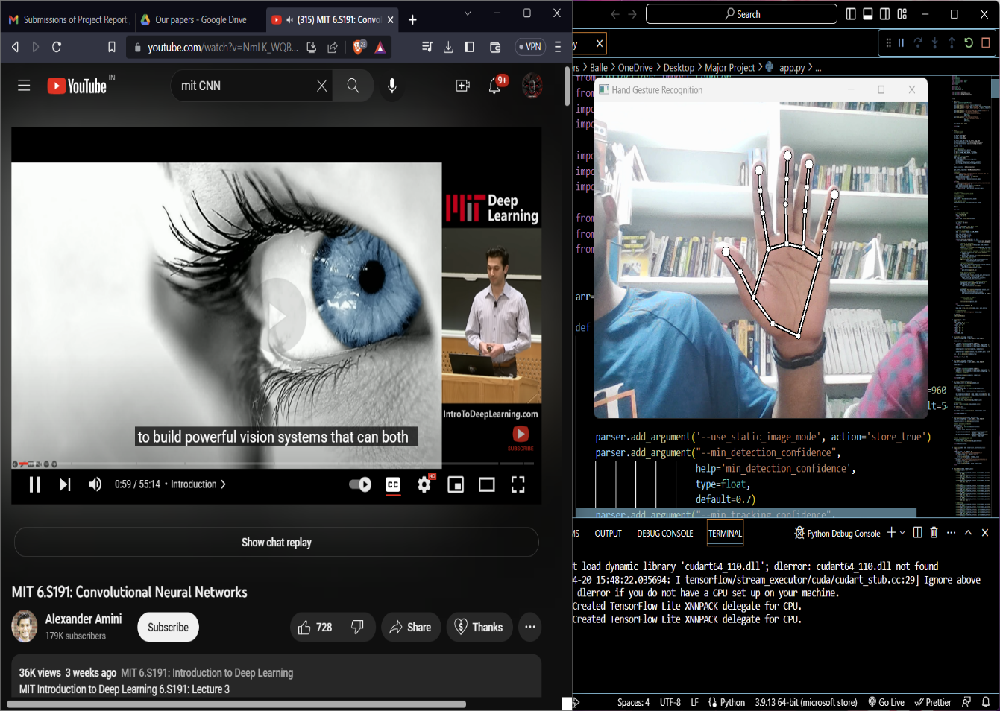 Submissions of Project Report
Our papers - Google Drive
(315) MIT 6.S191: Convol
VPN
youtube.com/watch?v=NmLK_WQB...
23
YouTube
IN
mit CNN
9+
MIT Deep Learning
IntroToDeepLearning.com
SUBSCRIBE
to build powerful vision systems that can both
0:59 / 55:14 • Introduction
CC
HD
Show chat replay
MIT 6.S191: Convolutional Neural Networks
Alexander Amini
179K subscribers
Subscribe
728
Share
Thanks
36K views 3 weeks ago MIT 6.S191: Introduction to Deep Learning
MIT Introduction to Deep Learning 6.S191: Lecture 3
Search
py
rs > Balle > OneDrive > Desktop > Major Project > app.py > ...
Hand Gesture Recognition
from
impo
impo
impo
impo
impo
from
from
from
arr=
def
=960
lt=5
parser.add_argument('--use_static_image_mode', action='store_true')
parser.add_argument("--min_detection_confidence",
help='min_detection_confidence',
type=float,
default=0.7)
parser.add_argument("--min_tracking_confidence",
MS
OUTPUT
DEBUG CONSOLE
TERMINAL
Python Debug Console
t load dynamic library 'cudart64_110.dll'; dlerror: cudart64_110.dll not found
4-20 15:48:22.035694: I tensorflow/stream_executor/cuda/cudart_stub.cc:29] Ignore above
dlerror if you do not have a GPU set up on your machine.
Created TensorFlow Lite XNNPACK delegate for CPU.
Created TensorFlow Lite XNNPACK delegate for CPU.
Spaces: 4
UTF-8
LF
Python
3.9.13 64-bit (microsoft store)
Go Live
Prettier